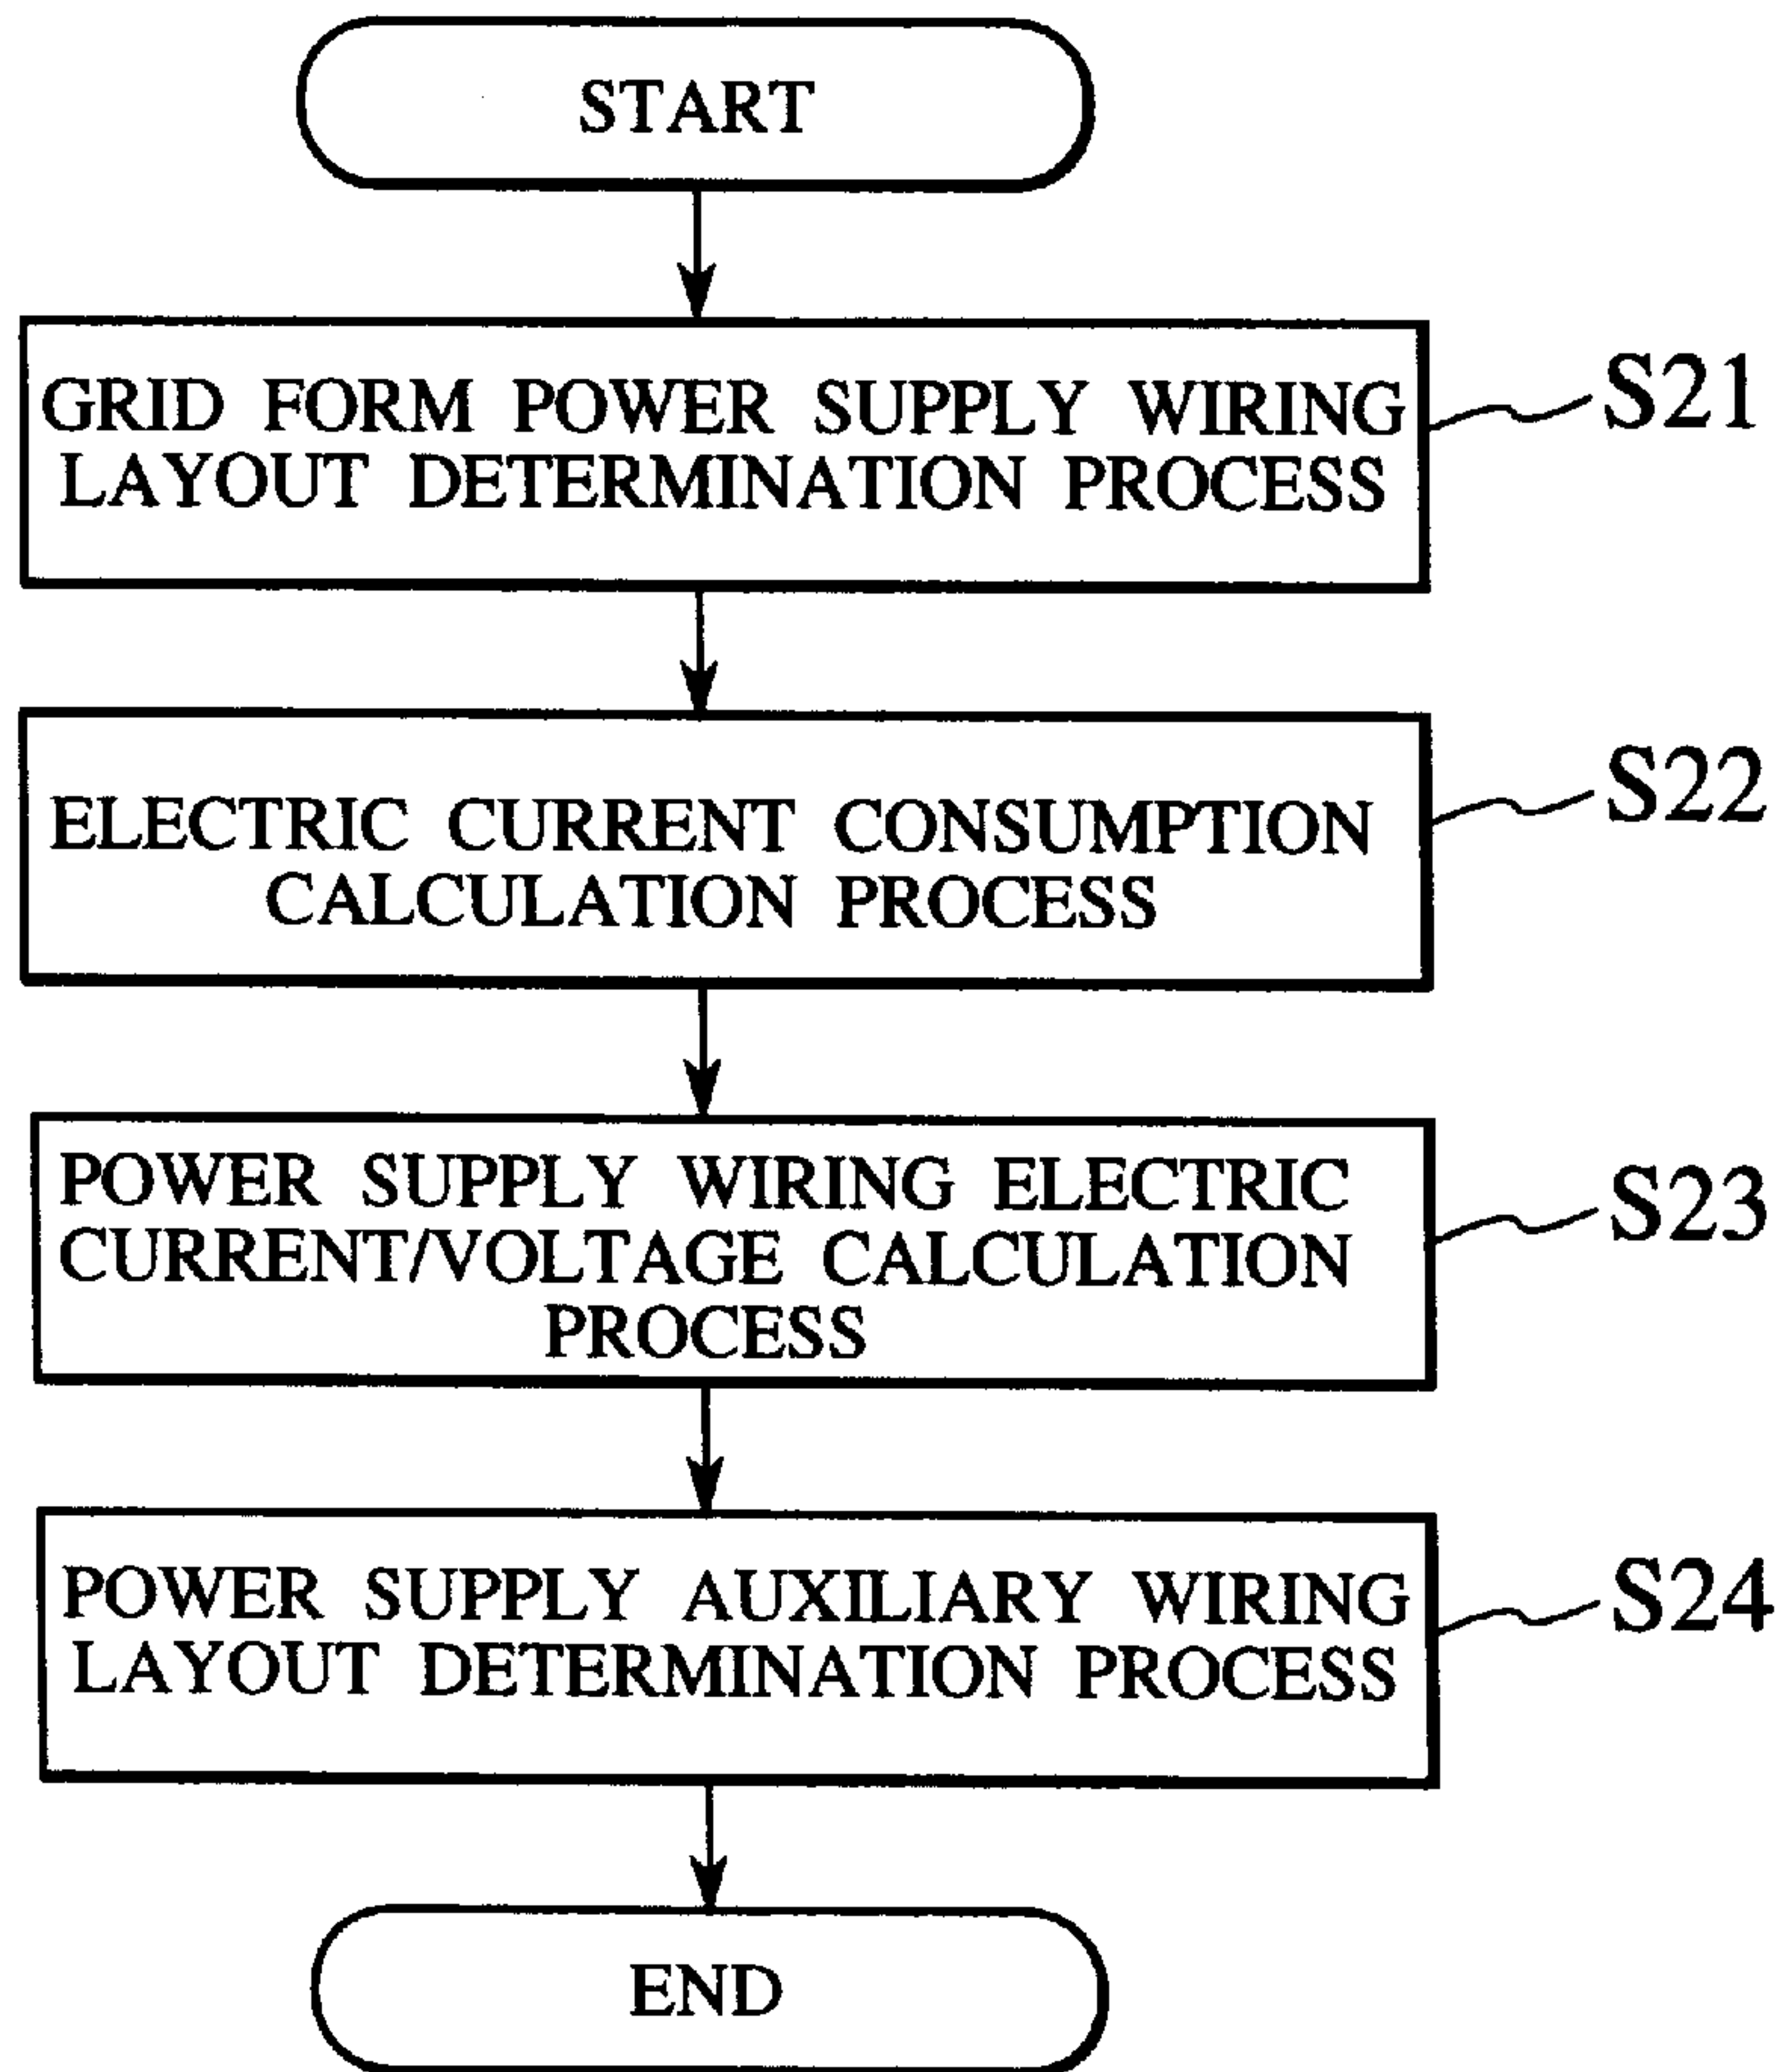 START
GRID FORM POWER SUPPLY WIRING
LAYOUT DETERMINATION PROCESS
S21
ELECTRIC CURRENT CONSUMPTION
CALCULATION PROCESS
S22
POWER SUPPLY WIRING ELECTRIC
CURRENT/VOLTAGE CALCULATION
PROCESS
S23
POWER SUPPLY AUXILIARY WIRING
LAYOUT DETERMINATION PROCESS
S24
END